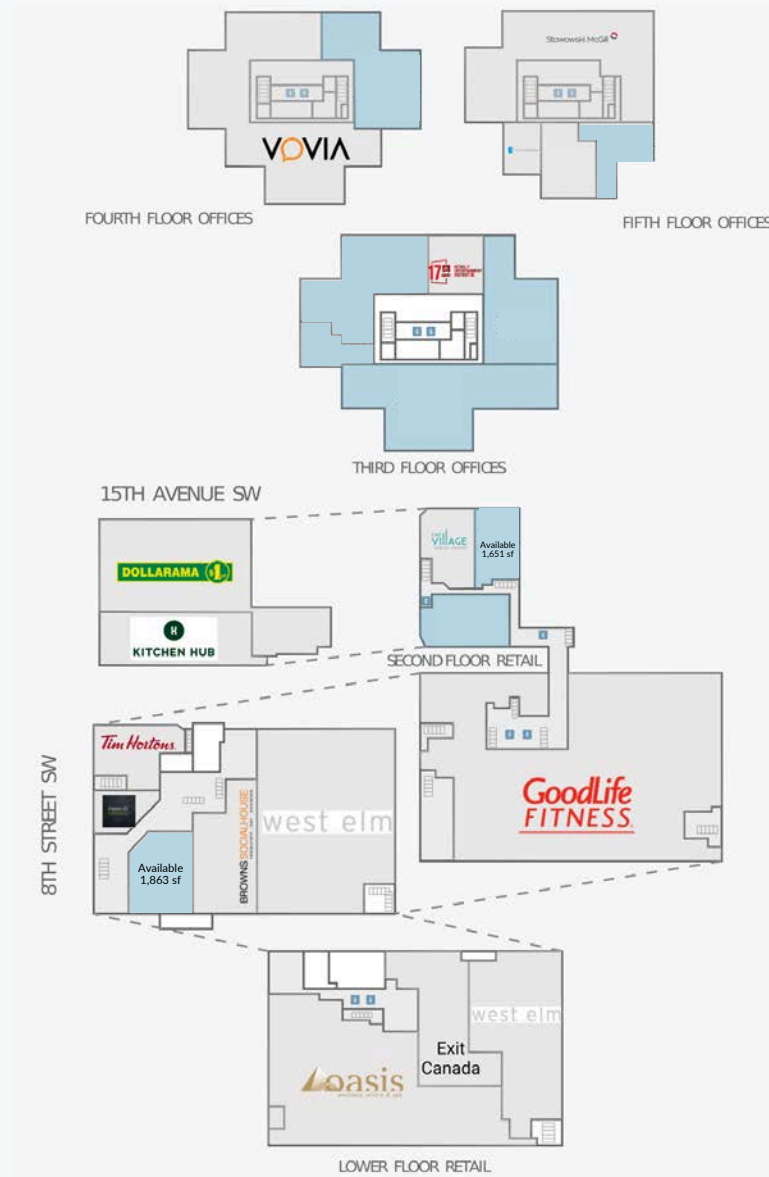 Stawowski McGill
VOVIA
FOURTH FLOOR OFFICES
FIFTH FLOOR OFFICES
17
THIRD FLOOR OFFICES
15TH AVENUE SW
DOLLARAMA
KITCHEN HUB
VILLAGE
Available
1,651 sf
SECOND FLOOR RETAIL
8TH STREET SW
Tim Hortons
Available
1,863 sf
BROWNS SOCIALHOUSE
west elm
GoodLife
FITNESS
west elm
Exit
Canada
oasis
LOWER FLOOR RETAIL